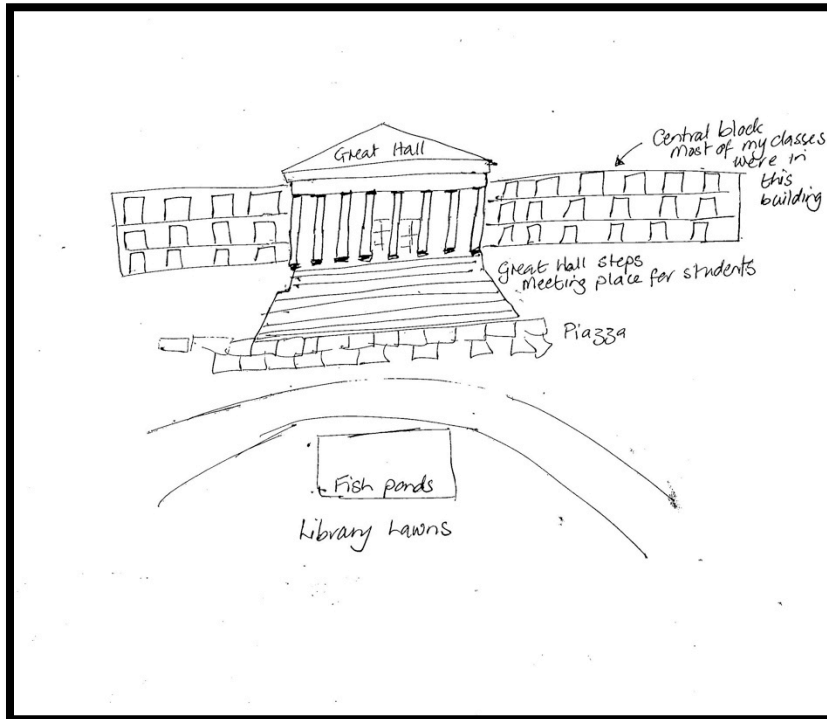 Great Hall
Central block
Most of my classes
were in
this
building
Great Hall steps
Meeting place for students
Piazza
Fish ponds
Library Lawns